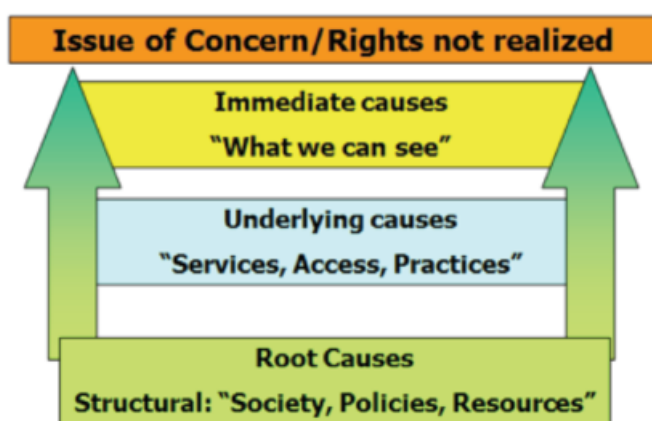 Issue of Concern/Rights not realized
Immediate causes
“What we can see”
Underlying causes
“Services, Access, Practices”
Root Causes
Structural: “Society, Policies, Resources”